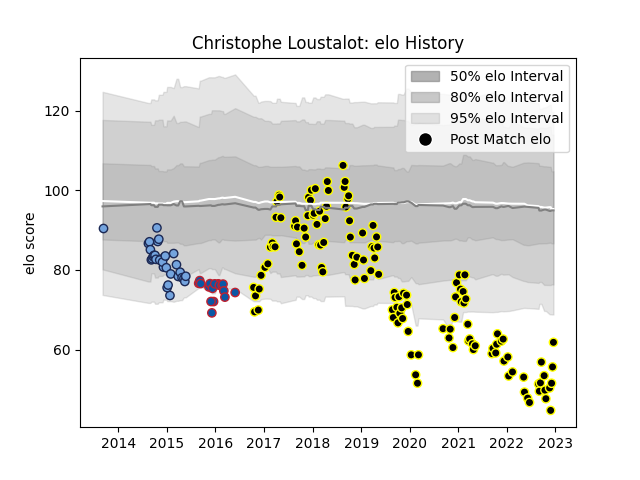 Christophe Loustalot: elo History
50% elo Interval
80% elo Interval
95% elo Interval
Post Match elo
elo score
120
100
80
60
2014 2015 2016 2017 2018 2019 2020 2021 2022 2023